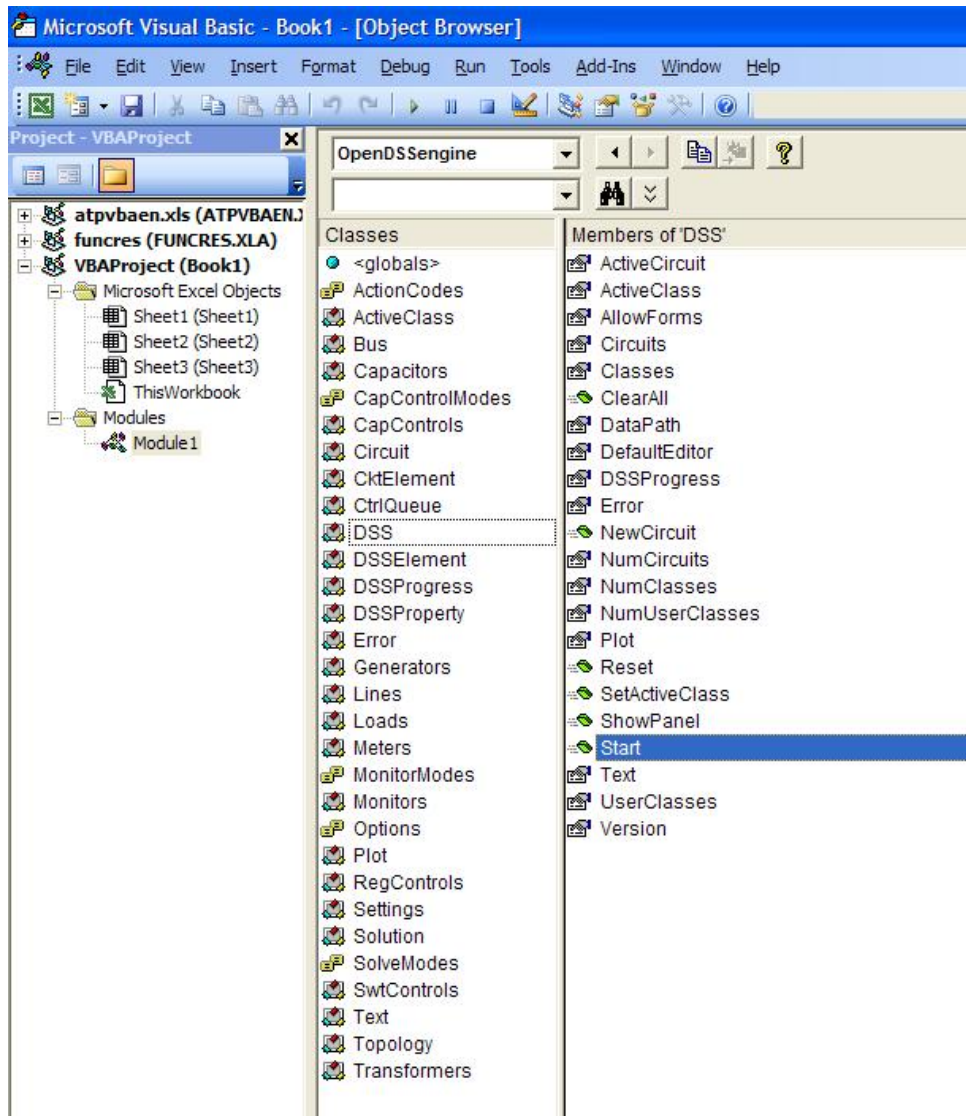 Microsoft Visual Basic - Book1 - [Object Browser]
File Edit View Insert Format Debug Run Tools Add-Ins Window Help
Project - VBAProject
atpvbaen.xls (ATPVBAEN.
funcres (FUNCRES.XLA)
VBAProject (Book1)
Microsoft Excel Objects
Sheet1 (Sheet1)
Sheet2 (Sheet2)
Sheet3 (Sheet3)
ThisWorkbook
Modules
Module1
OpenDSSengine
Classes
<globals>
ActionCodes
ActiveClass
Bus
Capacitors
CapControlModes
CapControls
Circuit
CktElement
CtrlQueue
DSS
DSSElement
DSSProgress
DSSProperty
Error
Generators
Lines
Loads
Meters
MonitorModes
Monitors
Options
Plot
RegControls
Settings
Solution
SolveModes
SwtControls
Text
Topology
Transformers
Members of 'DSS'
ActiveCircuit
ActiveClass
AllowForms
Circuits
Classes
ClearAll
DataPath
DefaultEditor
DSSProgress
Error
NewCircuit
NumCircuits
NumClasses
NumUserClasses
Plot
Reset
SetActiveClass
ShowPanel
Start
Text
UserClasses
Version